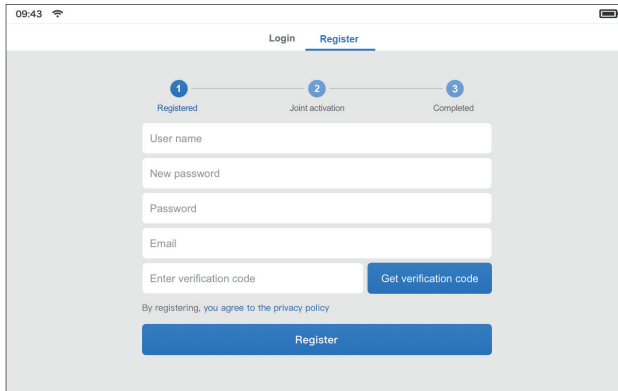 09:43
Login Register
1 2 3
Registered Joint activation Completed
User name
New password
Password
Email
Enter verification code Get verification code
By registering, you agree to the privacy policy
Register